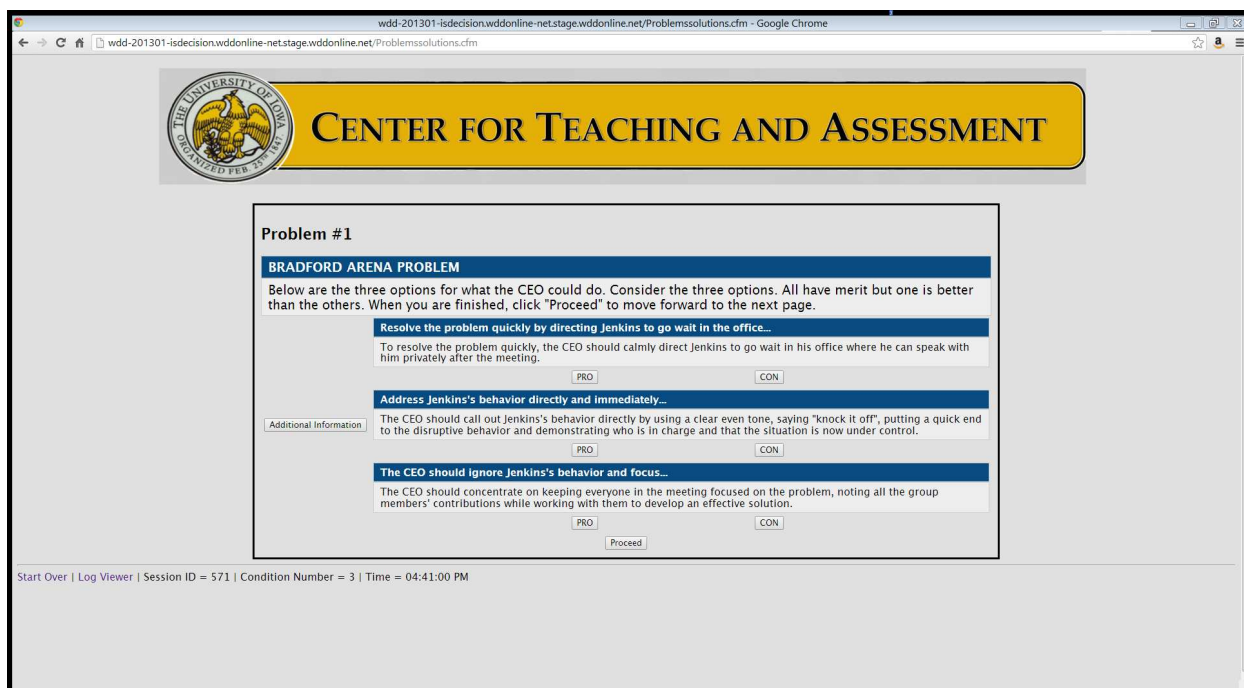 wdd-201301-isdecision.wddonline-net.stage.wddonline.net/Problemssolutions.cfm - Google Chrome
wdd-201301-isdecision.wddonline-net.stage.wddonline.net/Problemssolutions.cfm
THE UNIVERSITY OF IOWA
ORGANIZED FEB. 25TH 1847
CENTER FOR TEACHING AND ASSESSMENT
Problem #1
BRADFORD ARENA PROBLEM
Below are the three options for what the CEO could do. Consider the three options. All have merit but one is better
than the others. When you are finished, click "Proceed" to move forward to the next page.
Resolve the problem quickly by directing Jenkins to go wait in the office...
To resolve the problem quickly, the CEO should calmly direct Jenkins to go wait in his office where he can speak with
him privately after the meeting.
PRO CON
Address Jenkins's behavior directly and immediately...
Additional Information
The CEO should call out Jenkins's behavior directly by using a clear even tone, saying "knock it off", putting a quick end
to the disruptive behavior and demonstrating who is in charge and that the situation is now under control.
PRO CON
The CEO should ignore Jenkins's behavior and focus...
The CEO should concentrate on keeping everyone in the meeting focused on the problem, noting all the group
members' contributions while working with them to develop an effective solution.
PRO CON
Proceed
Start Over | Log Viewer | Session ID = 571 | Condition Number = 3 | Time = 04:41:00 PM